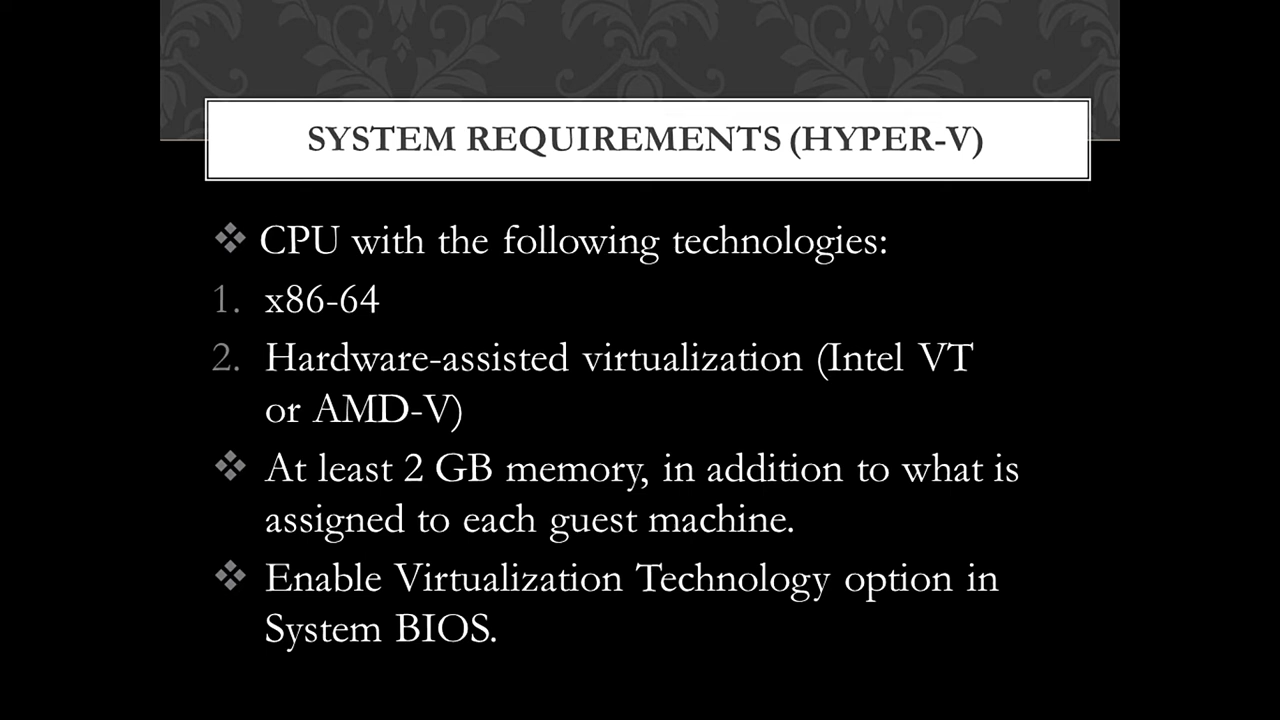 SYSTEM REQUIREMENTS (HYPER-V)
❖ CPU with the following technologies:
1. x86-64
2. Hardware-assisted virtualization (Intel VT
or AMD-V)
❖ At least 2 GB memory, in addition to what is
assigned to each guest machine.
❖ Enable Virtualization Technology option in
System BIOS.